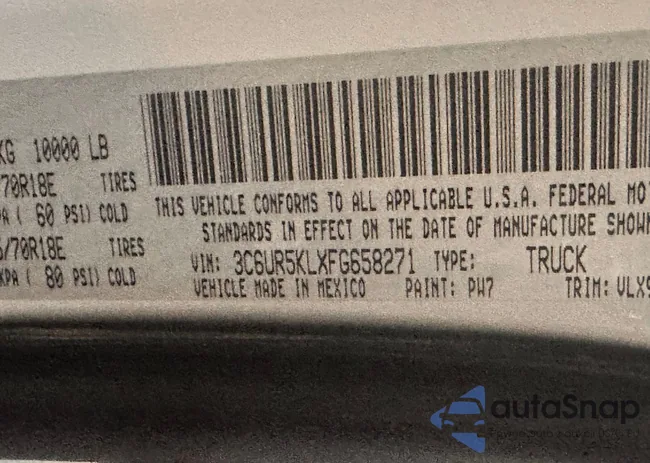 KG 10000 LB
/70R18E TIRES
PA ( 60 PSI) COLD
/70R18E TIRES
KPA ( 80 PSI) COLD
THIS VEHICLE CONFORMS TO ALL APPLICABLE U.S.A. FEDERAL MO
STANDARDS IN EFFECT ON THE DATE OF MANUFACTURE SHOWN
VIN: 3C6UR5KLXFG658271 TYPE: TRUCK
VEHICLE MADE IN MEXICO PAINT: PW7 TRIM: VLX9
autaSnap